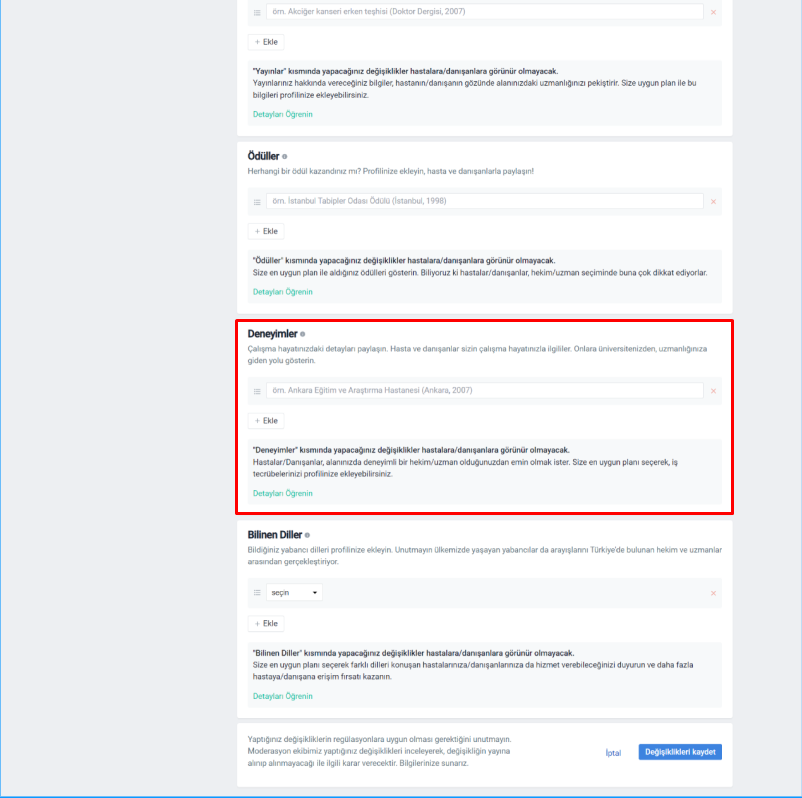 örn. Akciğer kanseri erken teşhisi (Doktor Dergisi, 2007)
+ Ekle
"Yayınlar" kısmında yapacağınız değişiklikler hastalara/danışanlara görünür olmayacak.
Yayınlarınız hakkında vereceğiniz bilgiler, hastanın/danışanın gözünde alanınızdaki uzmanlığınızı pekiştirir. Size uygun plan ile bu
bilgileri profilinize ekleyebilirsiniz.
Detayları Öğrenin
Ödüller
Herhangi bir ödül kazandınız mı? Profilinize ekleyin, hasta ve danışanlarla paylaşın!
örn. İstanbul Tabipler Odası Ödülü (İstanbul, 1998)
+ Ekle
"Ödüller" kısmında yapacağınız değişiklikler hastalara/danışanlara görünür olmayacak.
Size en uygun plan ile aldığınız ödülleri gösterin. Biliyoruz ki hastalar/danışanlar, hekim/uzman seçiminde buna çok dikkat ediyorlar.
Detayları Öğrenin
Deneyimler
Çalışma hayatınızdaki detayları paylaşın. Hasta ve danışanlar sizin çalışma hayatınızla ilgililer. Onlara üniversitenizden, uzmanlığınıza
giden yolu gösterin.
örn. Ankara Eğitim ve Araştırma Hastanesi (Ankara, 2007)
+ Ekle
"Deneyimler" kısmında yapacağınız değişiklikler hastalara/danışanlara görünür olmayacak.
Hastalar/Danışanlar, alanınızda deneyimli bir hekim/uzman olduğunuzdan emin olmak ister. Size en uygun planı seçerek, iş
tecrübelerinizi profilinize ekleyebilirsiniz.
Detayları Öğrenin
Bilinen Diller
Bildiğiniz yabancı dilleri profilinize ekleyin. Unutmayın ülkemizde yaşayan yabancılar da arayışlarını Türkiye'de bulunan hekim ve uzmanlar
arasından gerçekleştiriyor.
seçin
+ Ekle
"Bilinen Diller" kısmında yapacağınız değişiklikler hastalara/danışanlara görünür olmayacak.
Size en uygun planı seçerek farklı dilleri konuşan hastalarınıza/danışanlarınıza da hizmet verebileceğinizi duyurun ve daha fazla
hastaya/danışana erişim fırsatı kazanın.
Detayları Öğrenin
Yaptığınız değişikliklerin regülasyonlara uygun olması gerektiğini unutmayın.
Moderasyon ekibimiz yaptığınız değişiklikleri inceleyerek, değişikliğin yayına
alınıp alınmayacağı ile ilgili karar verecektir. Bilgilerinize sunarız.
İptal
Değişiklikleri kaydet